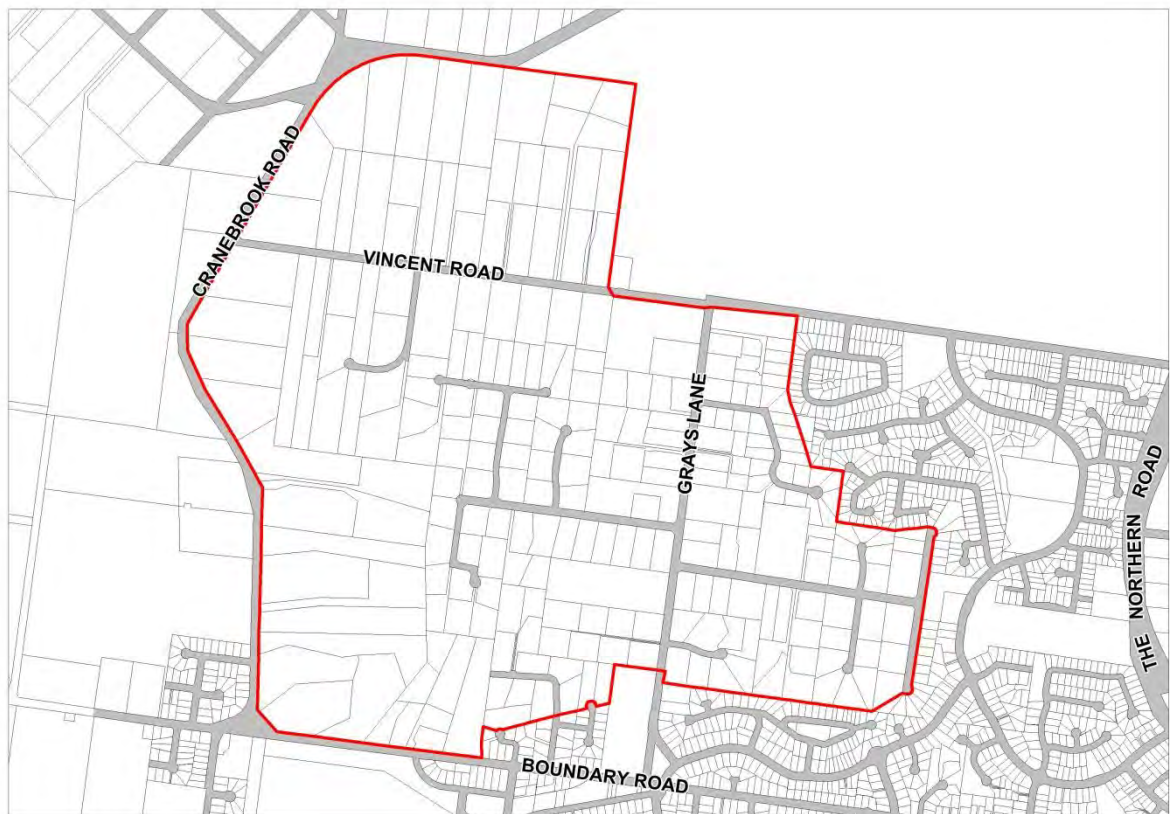 CRANEBROOK ROAD
VINCENT ROAD
GRAYS LANE
THE NORTHERN ROAD
BOUNDARY ROAD